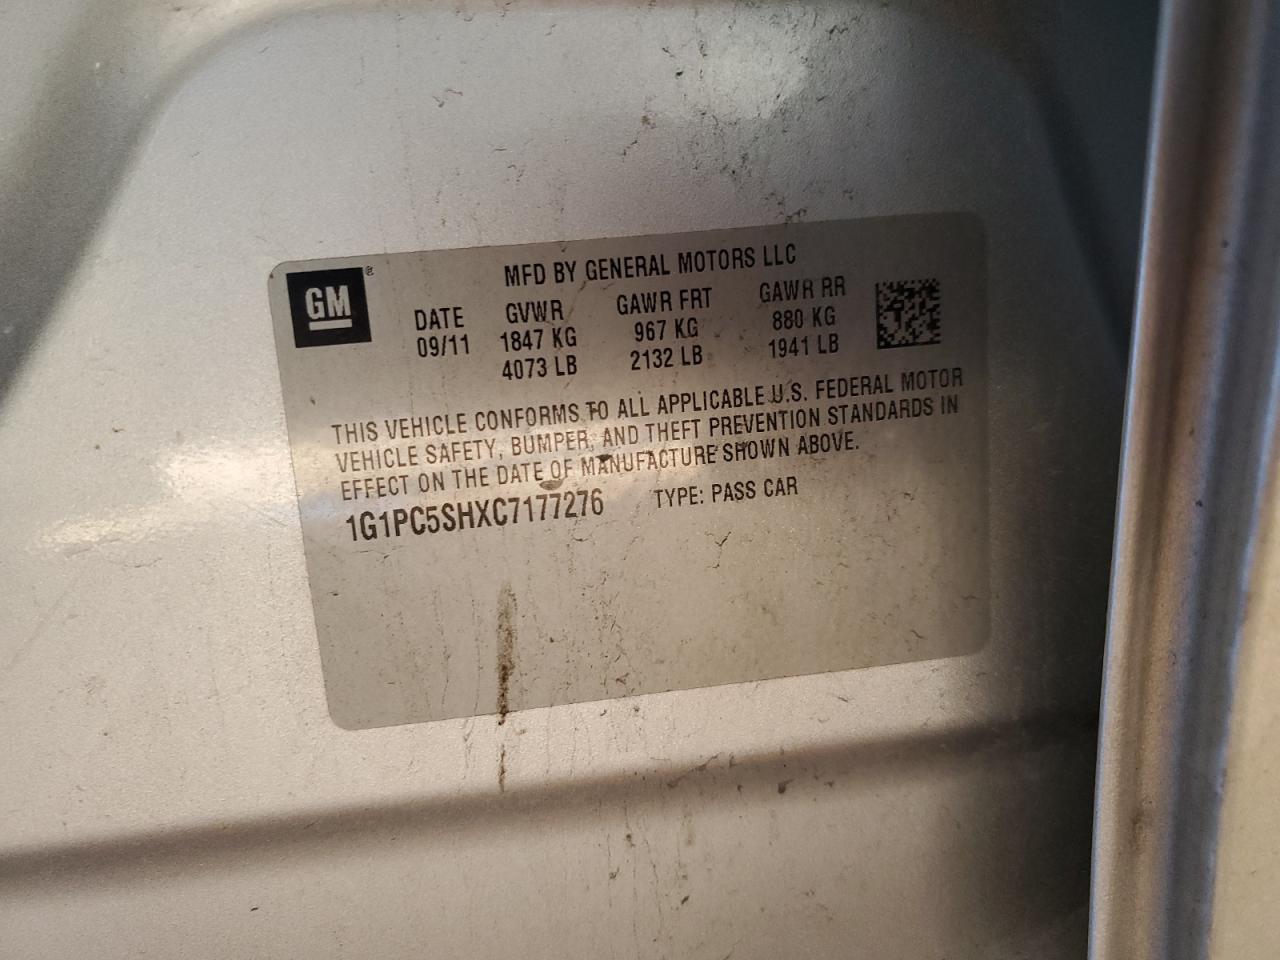 GM®
MFD BY GENERAL MOTORS LLC
DATE GVWR GAWR FRT GAWR RR
09/11 1847 KG 967 KG 880 KG
4073 LB 2132 LB 1941 LB
THIS VEHICLE CONFORMS TO ALL APPLICABLE U.S. FEDERAL MOTOR
VEHICLE SAFETY, BUMPER, AND THEFT PREVENTION STANDARDS IN
EFFECT ON THE DATE OF MANUFACTURE SHOWN ABOVE.
1G1PC5SHXC7177276 TYPE: PASS CAR